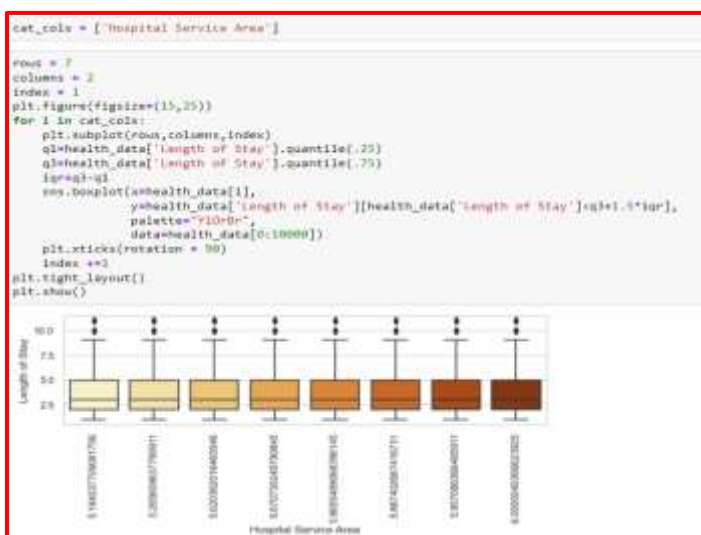 cat_cols = ['Hospital Service Area']
rows = 7
columns = 2
index = 1
plt.figure(figsize=(15,25))
for i in cat_cols:
plt.subplot(rows,columns,index)
q1=health_data['Length of Stay'].quantile(.25)
q3=health_data['Length of Stay'].quantile(.75)
iqr=q3-q1
sns.boxplot(x=health_data[i],
y=health_data['Length of Stay'][health_data['Length of Stay']<q3+1.5*iqr],
palette="YlOrBr",
data=health_data[0:10000])
plt.xticks(rotation = 90)
index +=1
plt.tight_layout()
plt.show()
10.0
7.5
5.0
2.5
Length of Stay
Hospital Service Area